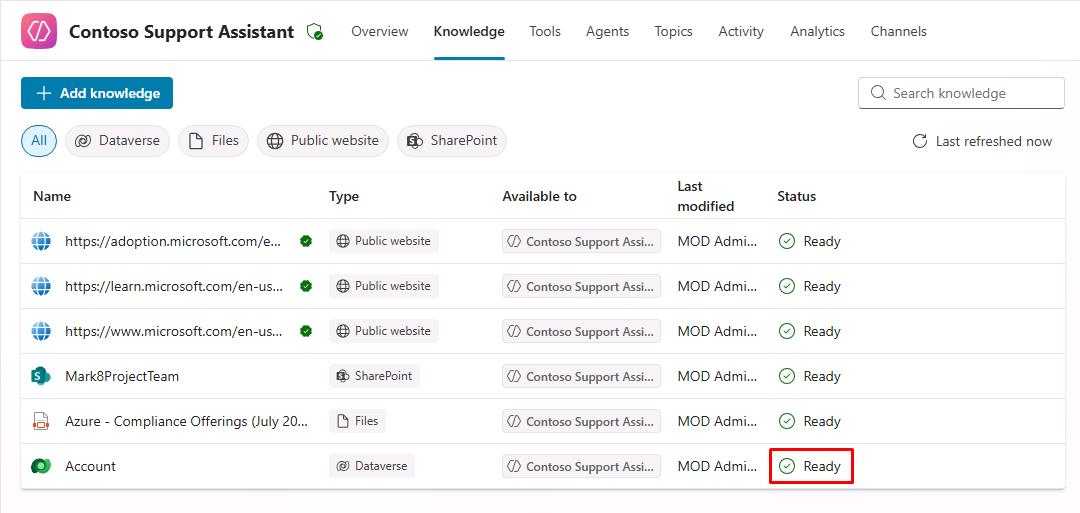 Contoso Support Assistant Overview Knowledge Tools Agents Topics Activity Analytics Channels
+ Add knowledge Search knowledge
All Dataverse Files Public website SharePoint Last refreshed now
Name Type Available to Last modified Status
https://adoption.microsoft.com/e... Public website Contoso Support Assi... MOD Admi... Ready
https://learn.microsoft.com/en-us... Public website Contoso Support Assi... MOD Admi... Ready
https://www.microsoft.com/en-us... Public website Contoso Support Assi... MOD Admi... Ready
Mark8ProjectTeam SharePoint Contoso Support Assi... MOD Admi... Ready
Azure - Compliance Offerings (July 20... Files Contoso Support Assi... MOD Admi... Ready
Account Dataverse Contoso Support Assi... MOD Admi... Ready